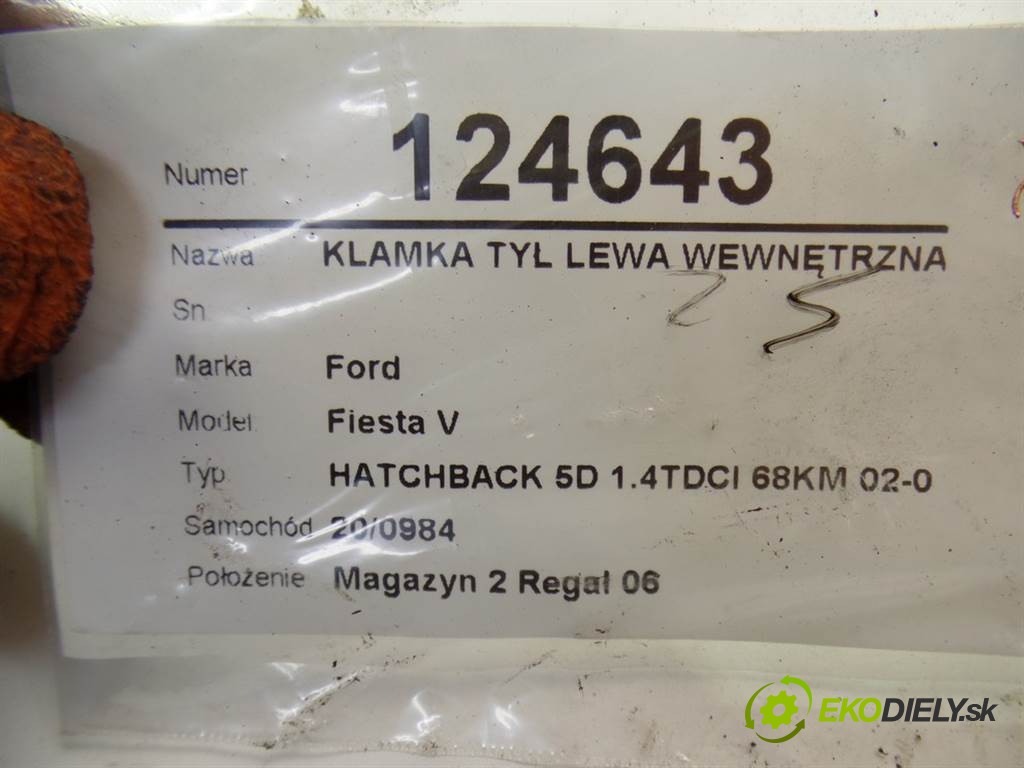 Numer 124643
Nazwa KLAMKA TYŁ LEWA WEWNĘTRZNA
25
Sn
Marka Ford
Model Fiesta V
Typ HATCHBACK 5D 1.4TDCI 68KM 02-0
Samochód 20/0984
Położenie Magazyn 2 Regał 06
EKODIELY.sk